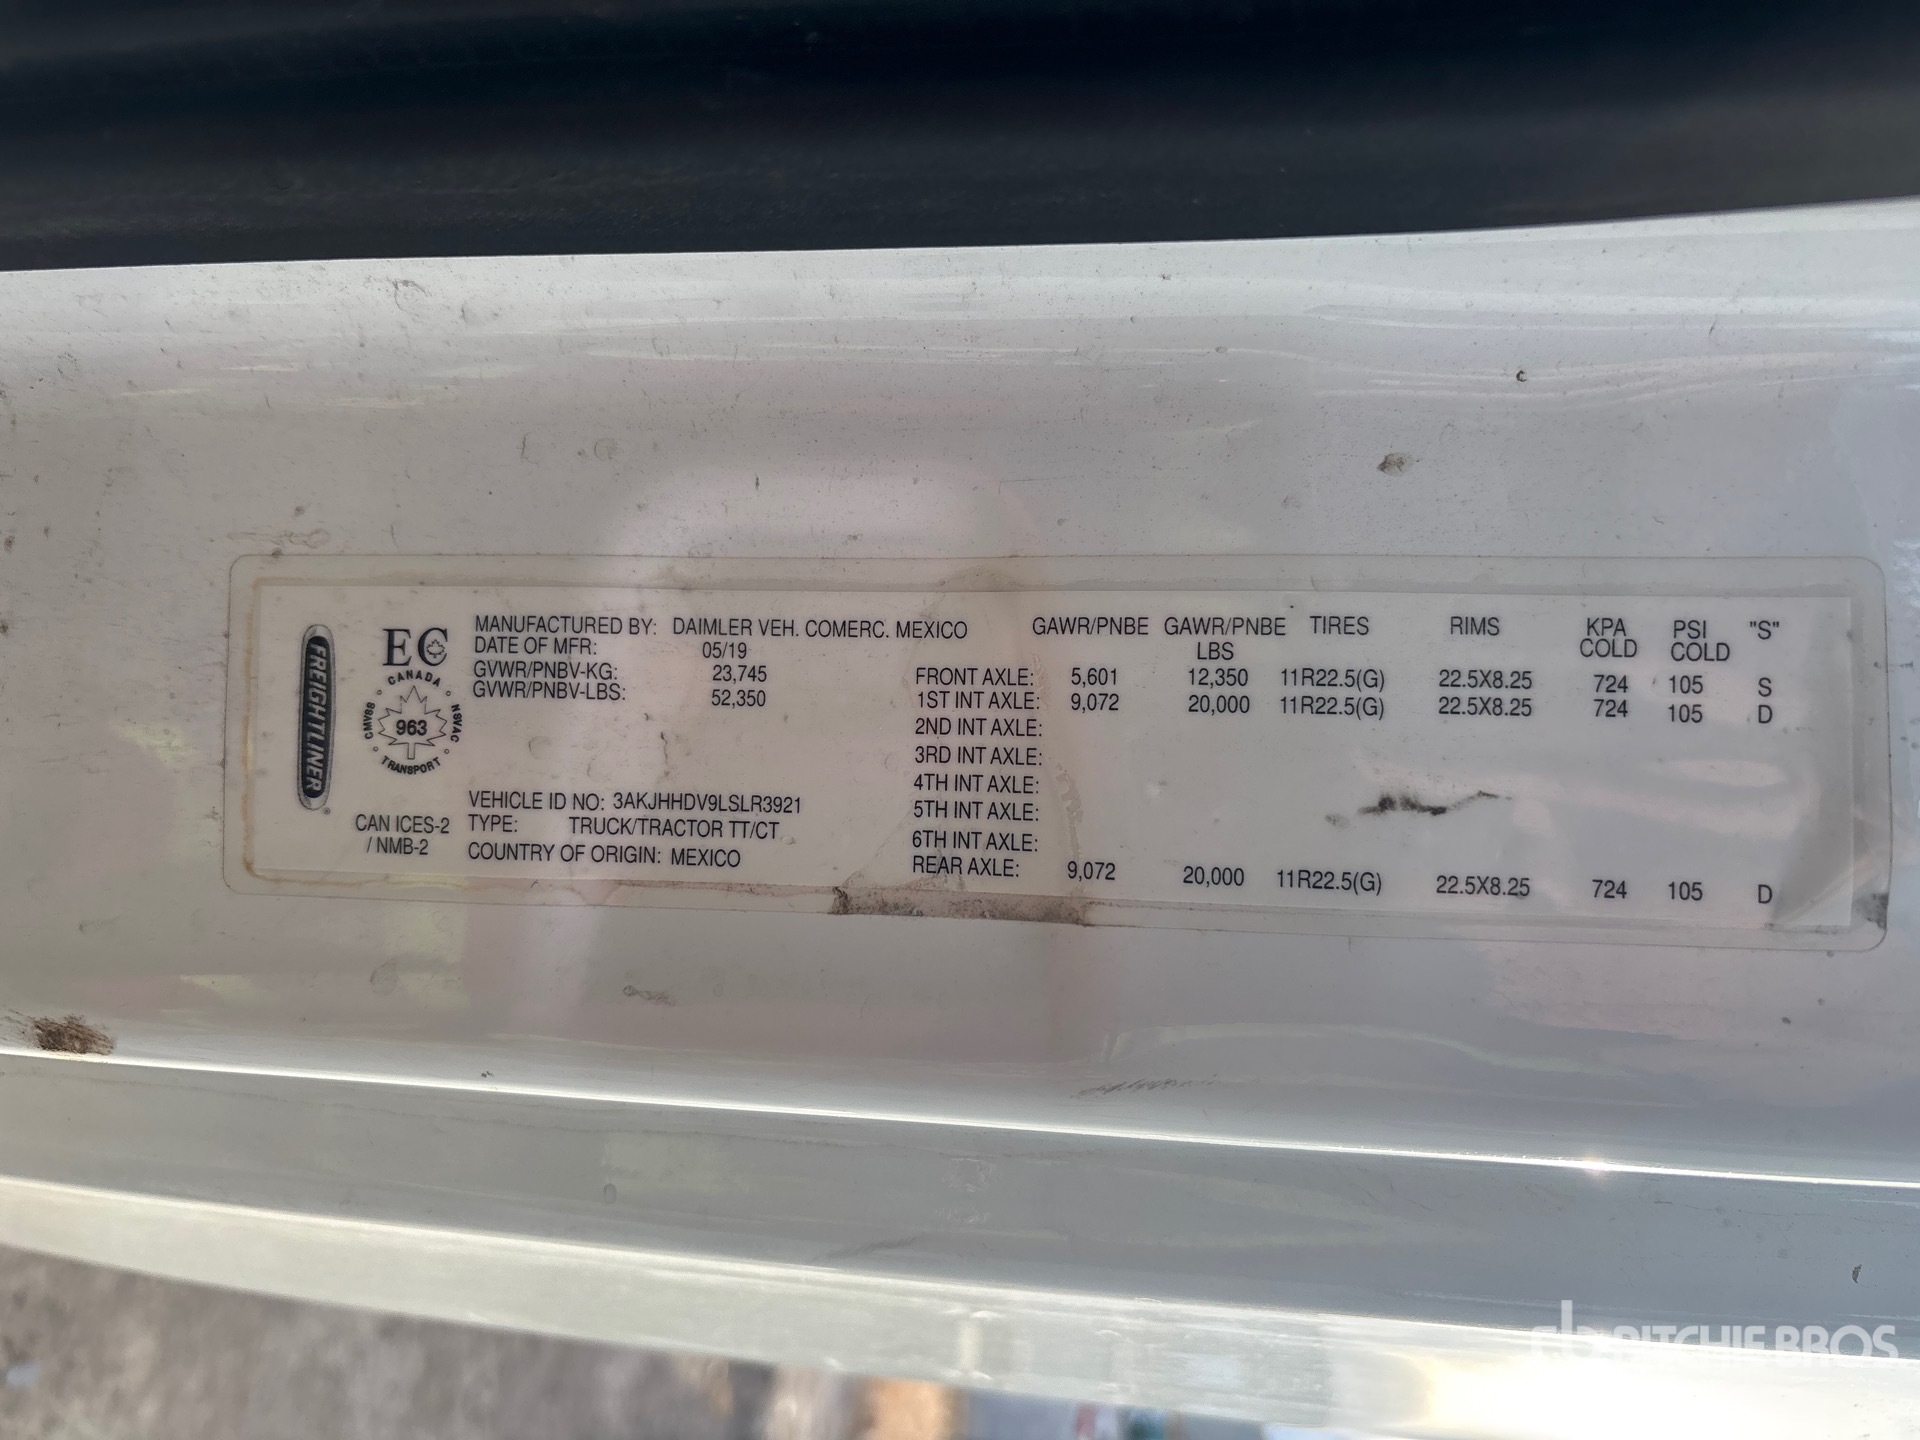 FREIGHTLINER
EC
CANADA
CMVSS
963
NSVAC
TRANSPORT
CAN ICES-2
/ NMB-2
MANUFACTURED BY: DAIMLER VEH. COMERC. MEXICO
DATE OF MFR: 05/19
GVWR/PNBV-KG: 23,745
GVWR/PNBV-LBS: 52,350
VEHICLE ID NO: 3AKJHHDV9LSLR3921
TYPE: TRUCK/TRACTOR TT/CT
COUNTRY OF ORIGIN: MEXICO
GAWR/PNBE GAWR/PNBE LBS TIRES RIMS KPA COLD PSI COLD "S"
FRONT AXLE: 5,601 12,350 11R22.5(G) 22.5X8.25 724 105 S
1ST INT AXLE: 9,072 20,000 11R22.5(G) 22.5X8.25 724 105 D
2ND INT AXLE:
3RD INT AXLE:
4TH INT AXLE:
5TH INT AXLE:
6TH INT AXLE:
REAR AXLE: 9,072 20,000 11R22.5(G) 22.5X8.25 724 105 D
rb RITCHIE BROS